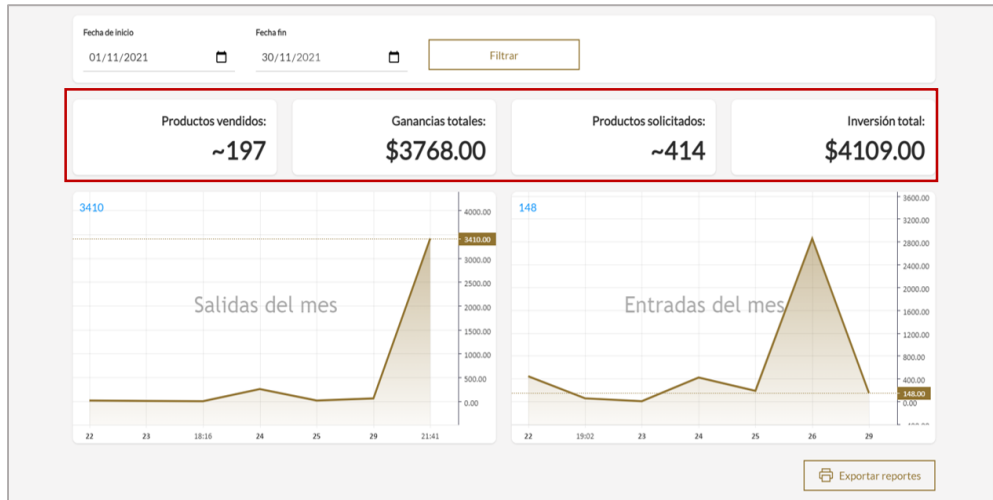 Fecha de inicio
Fecha fin
01/11/2021
30/11/2021
Filtrar
Productos vendidos:
~197
Ganancias totales:
$3768.00
Productos solicitados:
~414
Inversión total:
$4109.00
3410
4000.00
3410.00
3000.00
2500.00
2000.00
1500.00
1000.00
500.00
0.00
Salidas del mes
22 23 18:16 24 25 29 21:41
148
3600.00
3200.00
2800.00
2400.00
2000.00
1600.00
1200.00
800.00
400.00
148.00
0.00
Entradas del mes
22 19:02 23 24 25 26 29
Exportar reportes